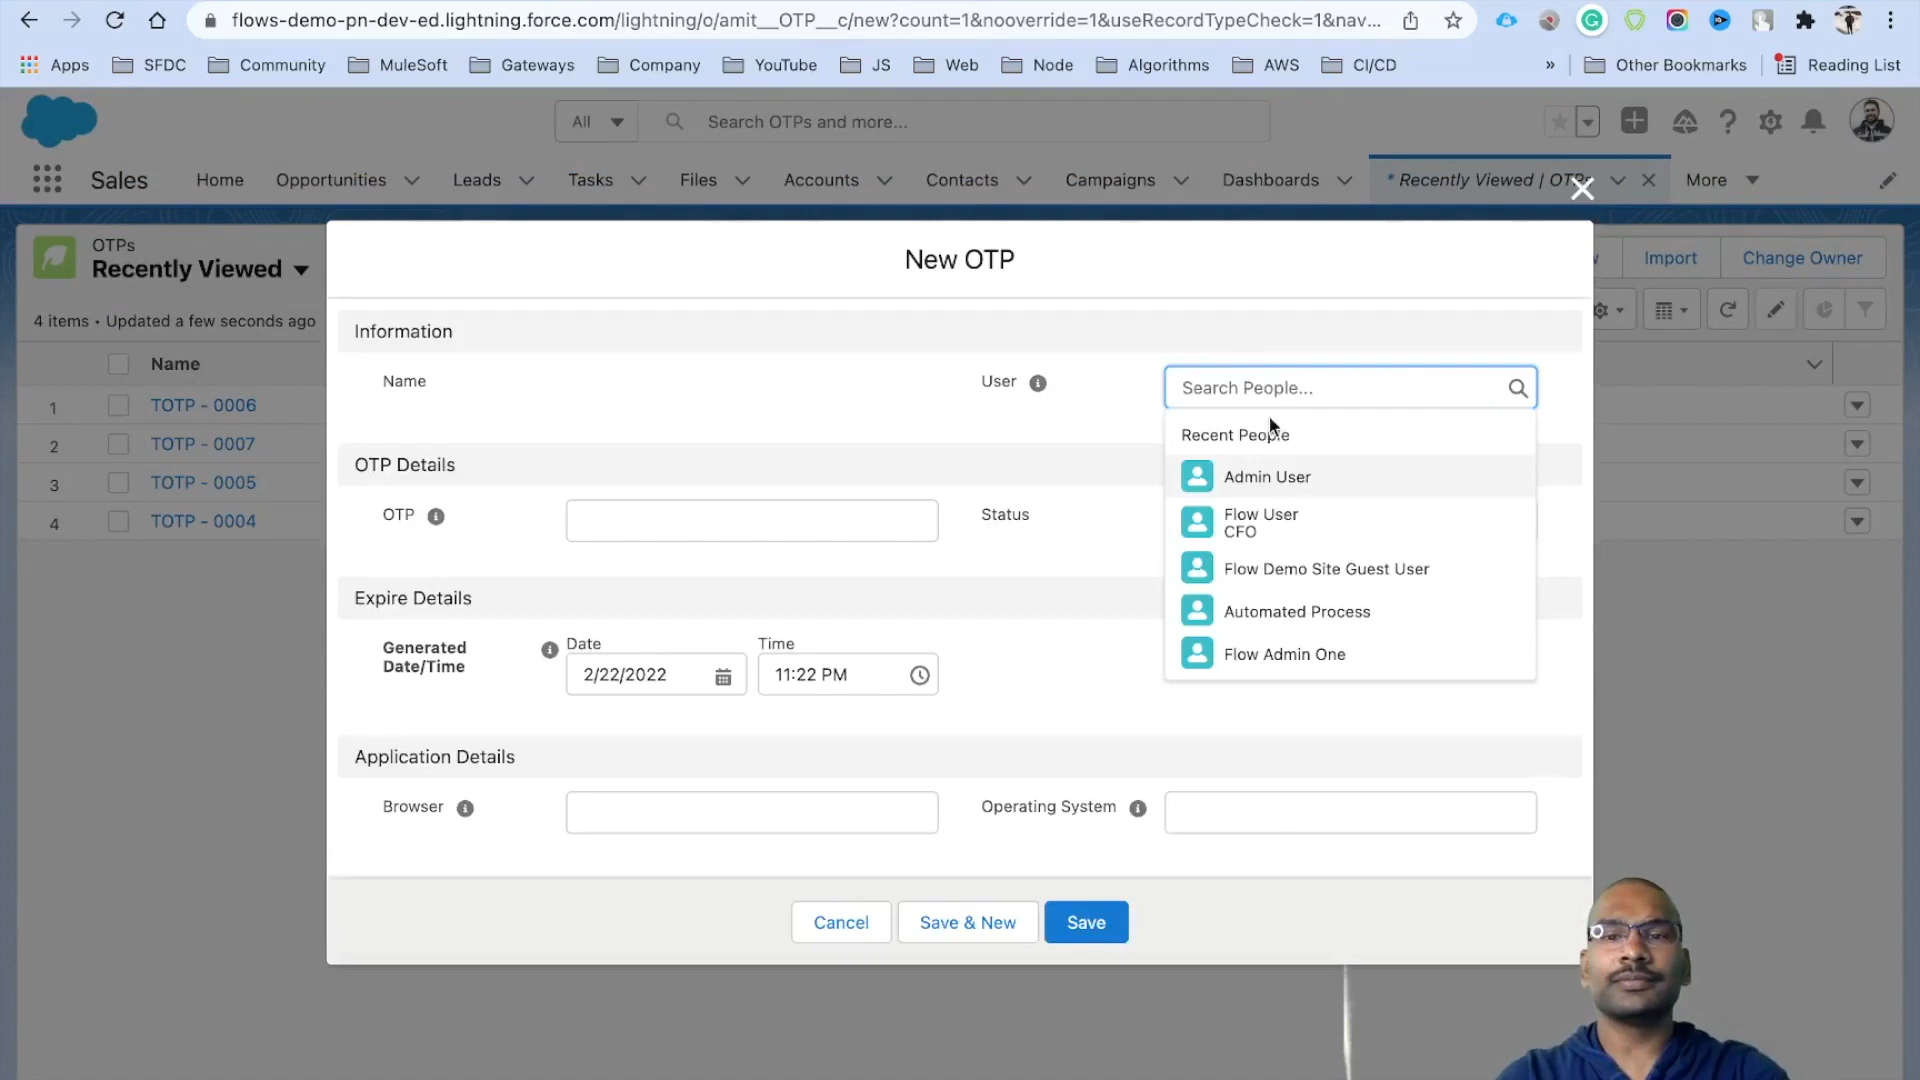 flows-demo-pn-dev-ed.lightning.force.com/lightning/o/amit__OTP__c/new?count=1&nooverride=1&useRecordTypeCheck=1&nav...
Apps SFDC Community MuleSoft Gateways Company YouTube JS Web Node Algorithms AWS CI/CD » Other Bookmarks Reading List
All Search OTPs and more...
Sales Home Opportunities Leads Tasks Files Accounts Contacts Campaigns Dashboards * Recently Viewed | OTPs More
OTPs
Recently Viewed
Import Change Owner
4 items • Updated a few seconds ago
Name
1 TOTP - 0006
2 TOTP - 0007
3 TOTP - 0005
4 TOTP - 0004
New OTP
Information
Name
User
Search People...
Recent People
Admin User
Flow User
CFO
Flow Demo Site Guest User
Automated Process
Flow Admin One
OTP Details
OTP
Status
Expire Details
Generated
Date/Time
Date
2/22/2022
Time
11:22 PM
Application Details
Browser
Operating System
Cancel Save & New Save